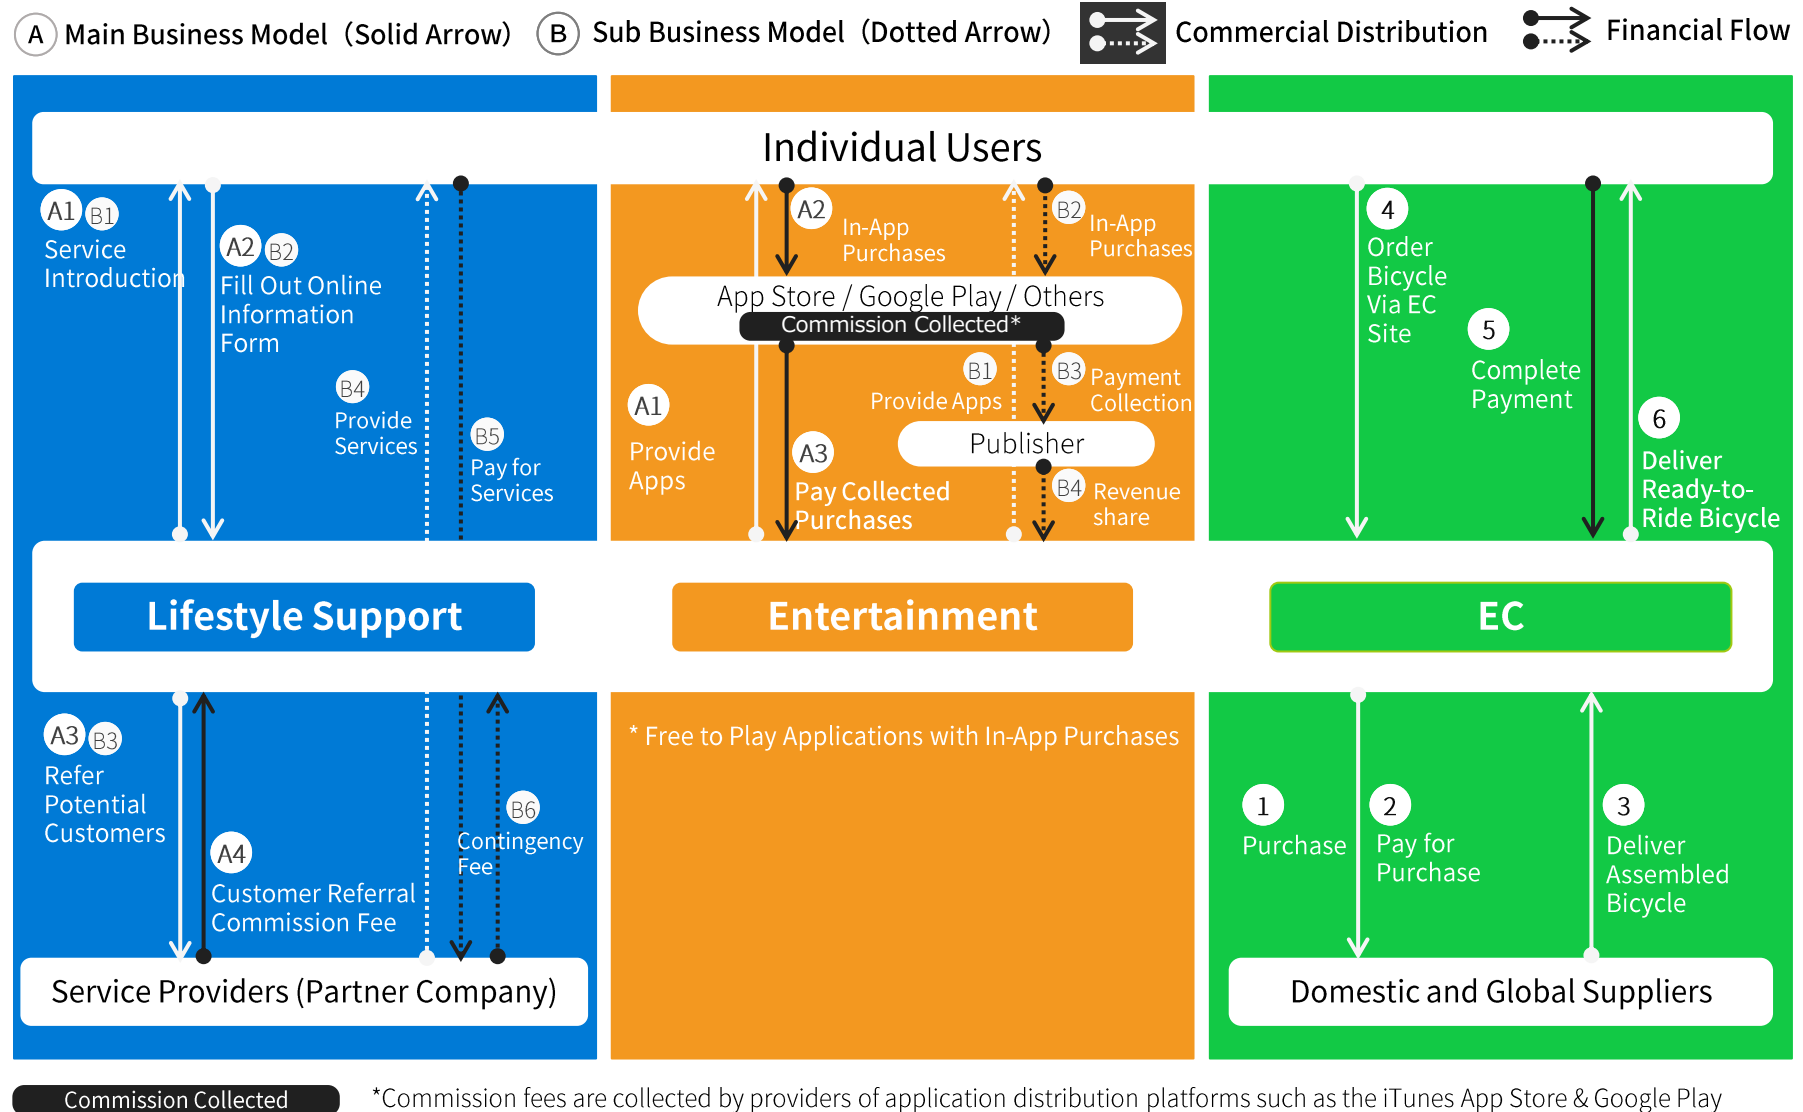 A Main Business Model（Solid Arrow） B Sub Business Model（Dotted Arrow） Commercial Distribution Financial Flow
Individual Users
A1 B1
Service
Introduction
A2 B2
Fill Out Online
Information
Form
B4
Provide
Services
B5
Pay for
Services
A2
In-App
Purchases
B2
In-App
Purchases
App Store / Google Play / Others
Commission Collected*
A1
Provide
Apps
A3
Pay Collected
Purchases
B1
Provide Apps
B3
Payment
Collection
Publisher
B4
Revenue
share
4
Order
Bicycle
Via EC
Site
5
Complete
Payment
6
Deliver
Ready-to-
Ride Bicycle
Lifestyle Support
Entertainment
EC
A3 B3
Refer
Potential
Customers
A4
Customer Referral
Commission Fee
B6
Contingency
Fee
Service Providers (Partner Company)
* Free to Play Applications with In-App Purchases
1
Purchase
2
Pay for
Purchase
3
Deliver
Assembled
Bicycle
Domestic and Global Suppliers
Commission Collected
*Commission fees are collected by providers of application distribution platforms such as the iTunes App Store & Google Play